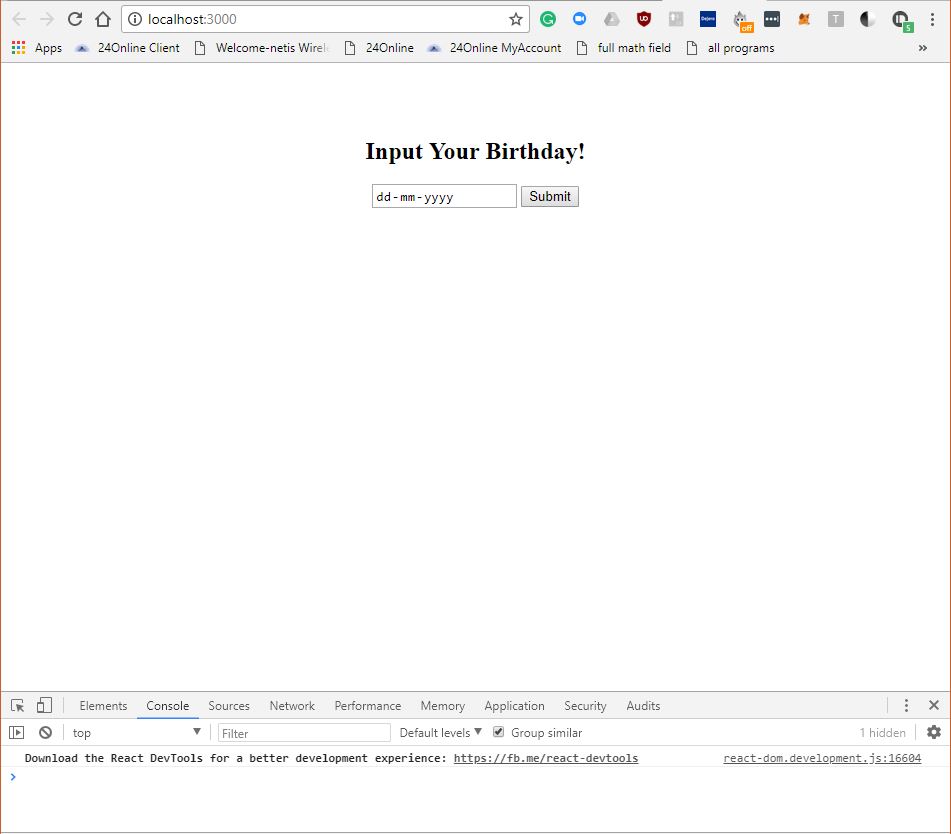 localhost:3000
off
T
5
Apps 24Online Client Welcome-netis Wirele 24Online 24Online MyAccount full math field all programs »
Input Your Birthday!
dd-mm-yyyy Submit
Elements Console Sources Network Performance Memory Application Security Audits
top Filter Default levels Group similar 1 hidden
Download the React DevTools for a better development experience: https://fb.me/react-devtools react-dom.development.js:16604